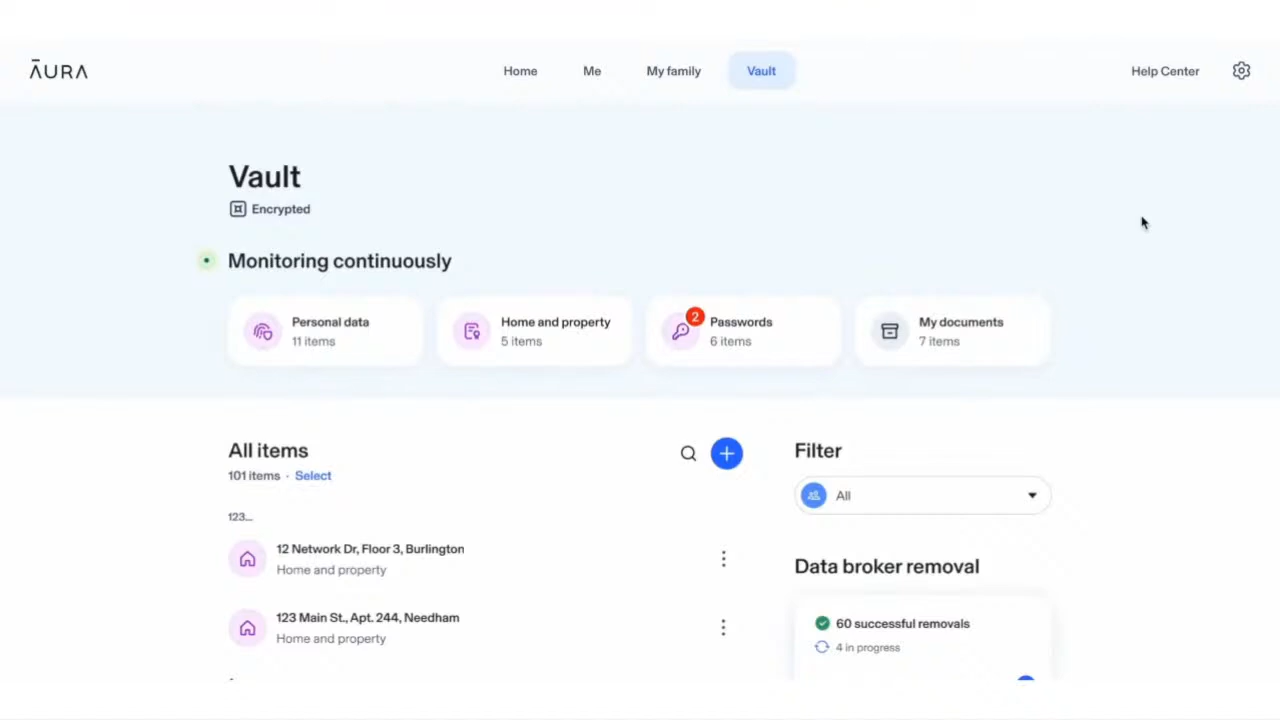 ĀURA
Home
Me
My family
Vault
Help Center
Vault
Encrypted
Monitoring continuously
Personal data
11 items
Home and property
5 items
2
Passwords
6 items
My documents
7 items
All items
101 items · Select
123...
12 Network Dr, Floor 3, Burlington
Home and property
123 Main St., Apt. 244, Needham
Home and property
Filter
All
Data broker removal
60 successful removals
4 in progress